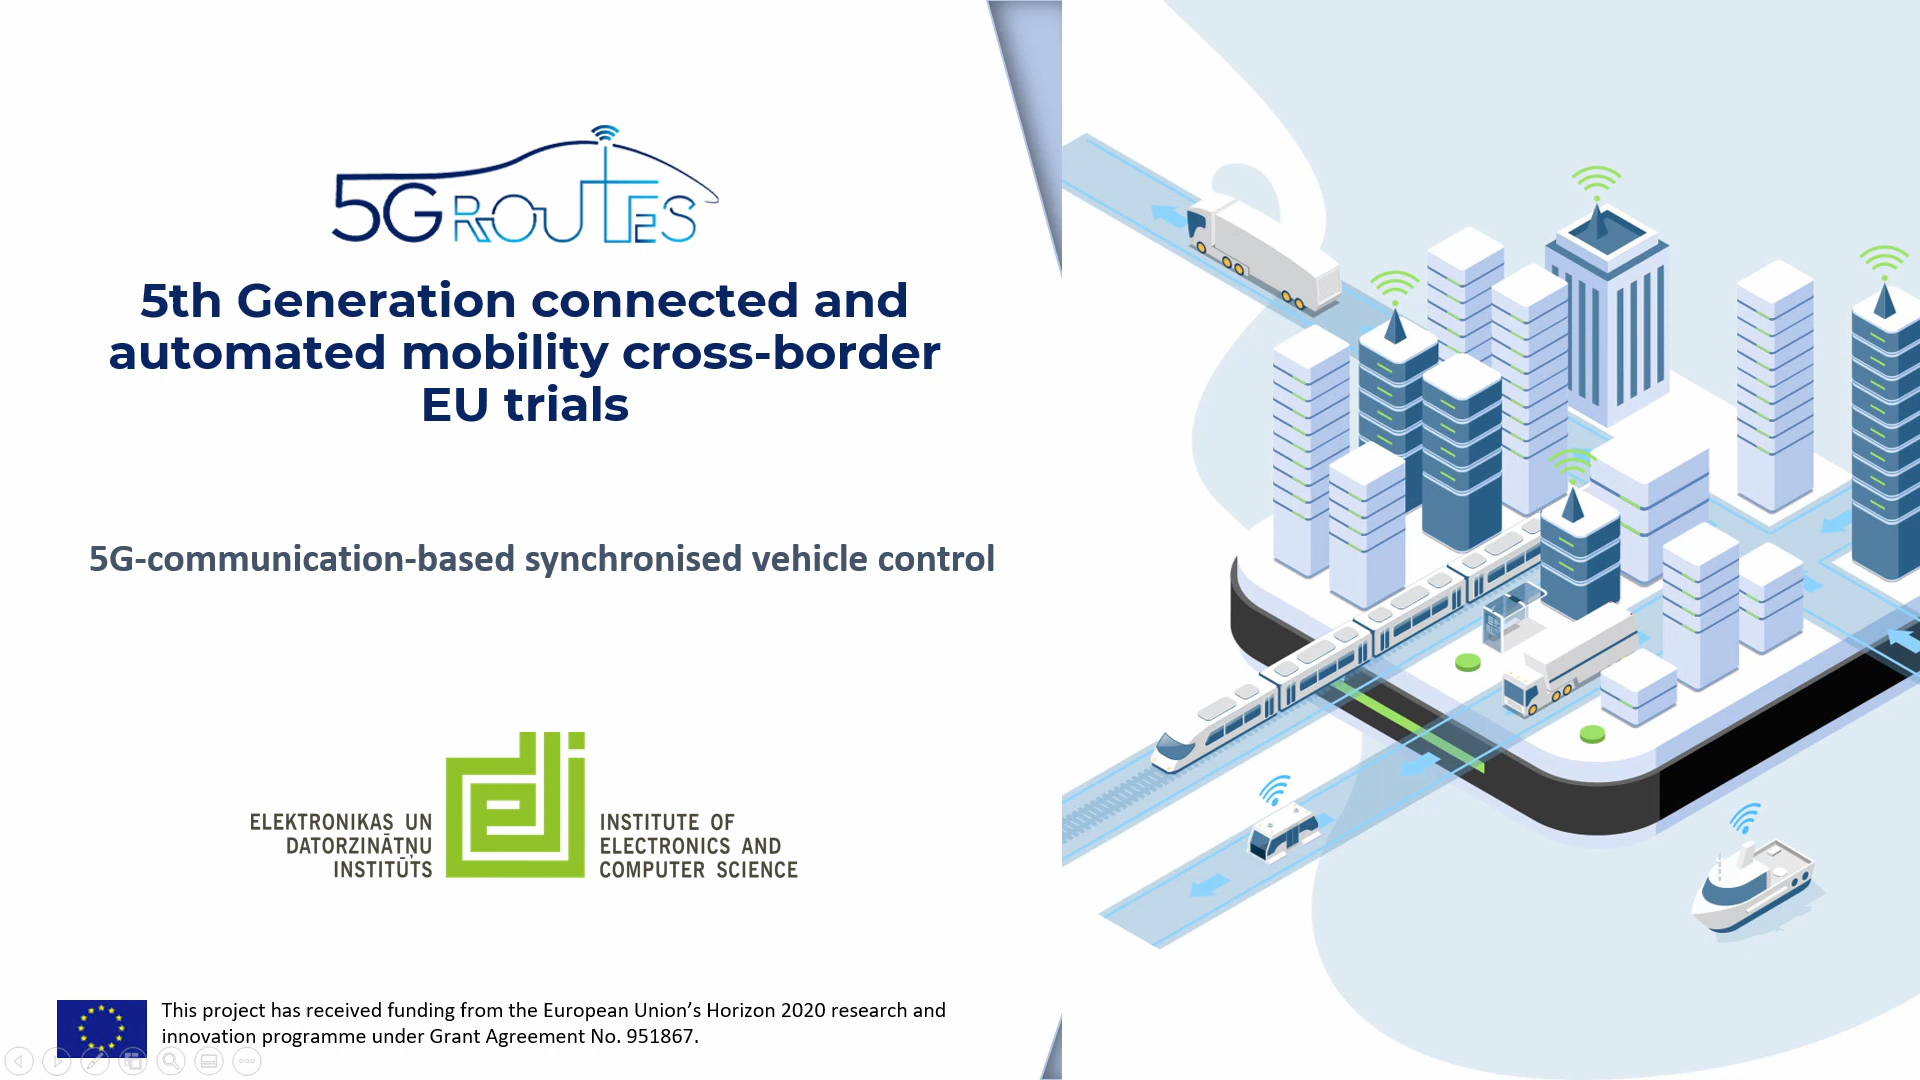 5G ROUTES
5th Generation connected and
automated mobility cross-border
EU trials
5G-communication-based synchronised vehicle control
ELEKTRONIKAS UN
DATORZINĀTŅU
INSTITŪTS
edi
INSTITUTE OF
ELECTRONICS AND
COMPUTER SCIENCE
This project has received funding from the European Union’s Horizon 2020 research and
innovation programme under Grant Agreement No. 951867.